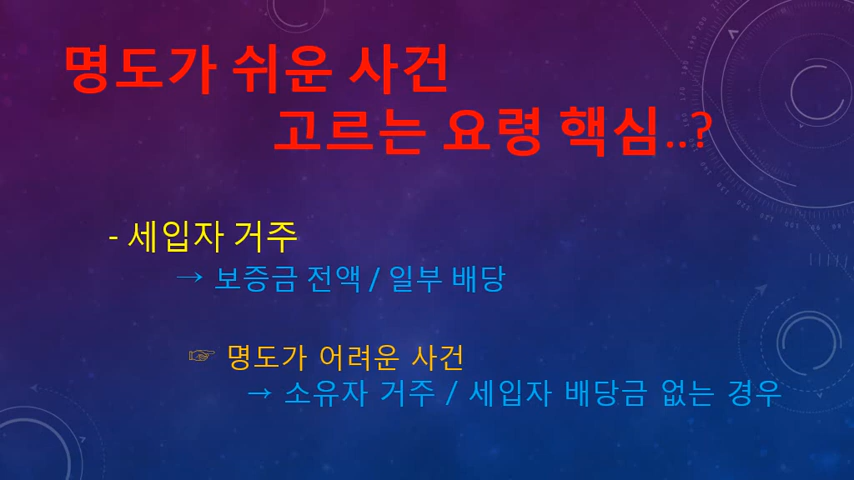 명도가 쉬운 사건
고르는 요령 핵심..?
- 세입자 거주
→ 보증금 전액 / 일부 배당
☞ 명도가 어려운 사건
→ 소유자 거주 / 세입자 배당금 없는 경우